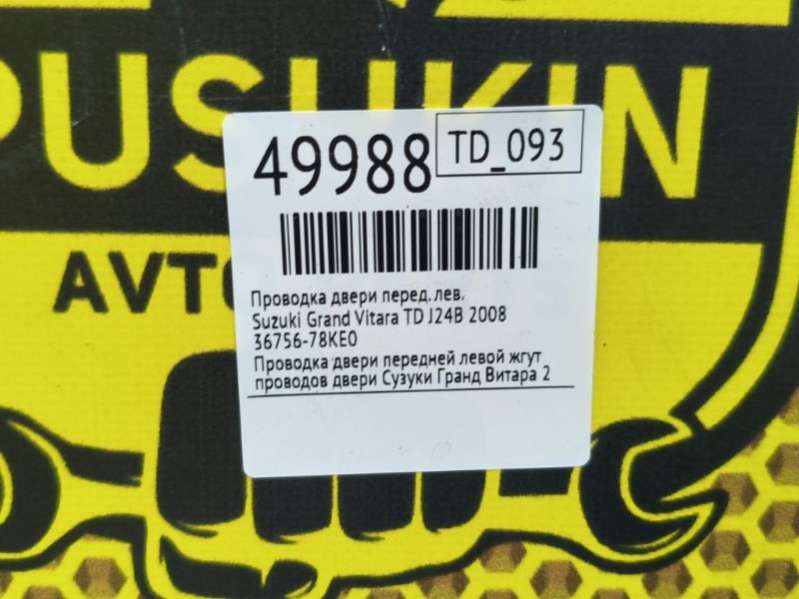 PUSHKIN
AVTO
49988
TD_093
Проводка двери перед. лев.
Suzuki Grand Vitara TD J24B 2008
36756-78KE0
Проводка двери передней левой жгут
проводов двери Сузуки Гранд Витара 2